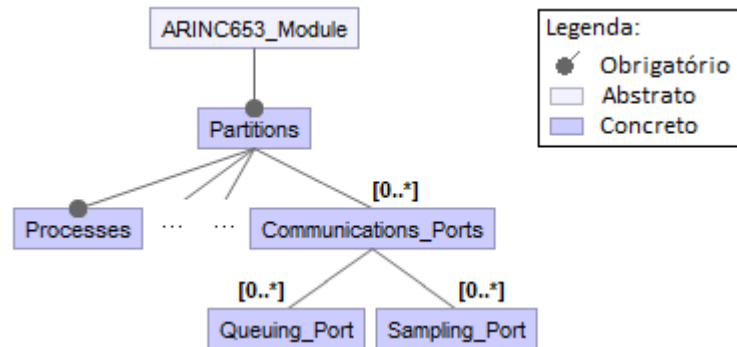 ARINC653_Module
Legenda:
Obrigatório
Abstrato
Concreto
Partitions
[0..*]
Processes
...
...
Communications_Ports
[0..*]
[0..*]
Queuing_Port
Sampling_Port